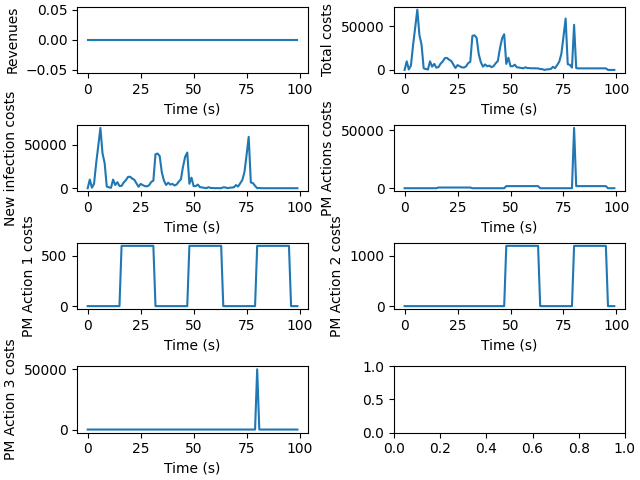 Revenues
0.05
0.00
−0.05
0 25 50 75 100
Time (s)
Total costs
50000
0
0 25 50 75 100
Time (s)
New infection costs
50000
0
0 25 50 75 100
Time (s)
PM Actions costs
50000
0
0 25 50 75 100
Time (s)
PM Action 1 costs
500
0
0 25 50 75 100
Time (s)
PM Action 2 costs
1000
0
0 25 50 75 100
Time (s)
PM Action 3 costs
50000
0
0 25 50 75 100
Time (s)
1.0
0.5
0.0
0.0 0.2 0.4 0.6 0.8 1.0